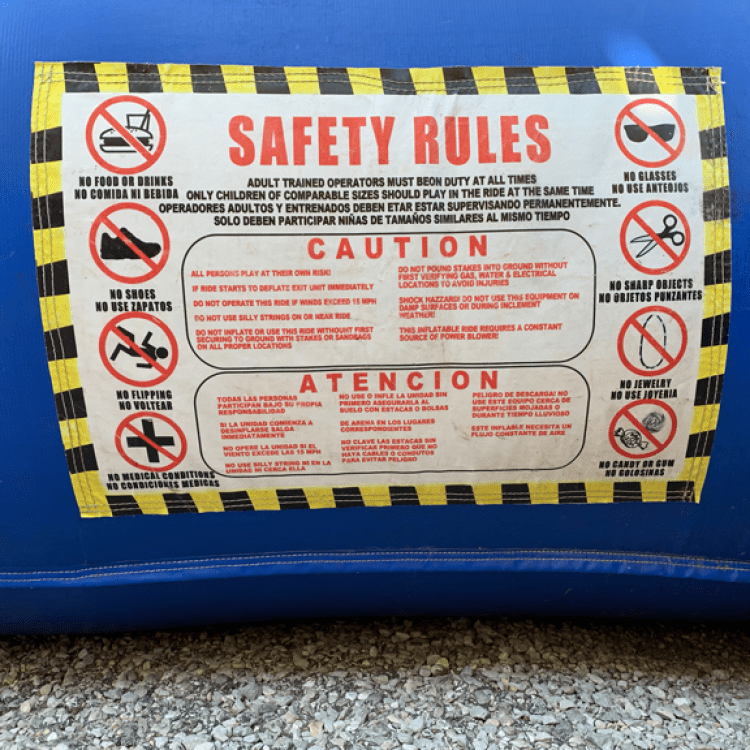 SAFETY RULES
ADULT TRAINED OPERATORS MUST BEON DUTY AT ALL TIMES
ONLY CHILDREN OF COMPARABLE SIZES SHOULD PLAY IN THE RIDE AT THE SAME TIME
OPERADORES ADULTOS Y ENTRENADOS DEBEN ETAR ESTAR SUPERVISANDO PERMANENTEMENTE.
SOLO DEBEN PARTICIPAR NIÑAS DE TAMAÑOS SIMILARES AL MISMO TIEMPO
NO FOOD OR DRINKS
NO COMIDA NI BEBIDA
NO SHOES
NO USE ZAPATOS
NO FLIPPING
NO VOLTEAR
NO MEDICAL CONDITIONS
NO CONDICIONES MEDICAS
CAUTION
ALL PERSONS PLAY AT THEIR OWN RISK!
IF RIDE STARTS TO DEFLATE EXIT UNIT IMMEDIATELY
DO NOT OPERATE THIS RIDE IF WINDS EXCEED 15 MPH
DO NOT USE SILLY STRINGS ON OR NEAR RIDE
DO NOT INFLATE OR USE THIS RIDE WITHOUINT FIRST
SECURING TO GROUND WITH STAKES OR SANDBAGS
ON ALL PROPER LOCATIONS
DO NOT POUND STAKES INTO GROUND WITHOUT
FIRST VERIFYING GAS, WATER & ELECTRICAL
LOCATIONS TO AVOID INJURIES
SHOCK HAZZARD! DO NOT USE THIS EQUIPMENT ON
DAMP SURFACES OR DURING INCLEMENT
WEATHER!
THIS INFLATABLE RIDE REQUIRES A CONSTANT
SOURCE OF POWER BLOWER!
ATENCION
TODAS LAS PERSONAS
PARTICIPAN BAJO SU PROPIA
RESPONSABILIDAD
SI LA UNIDAD COMIENZA A
DESINFLARSE SALGA
IMMEDIATAMENTE
NO OPERE LA UNIDAD SI EL
VIENTO EXCEDE LAS 15 MPH
NO USE SILLY STRING NI EN LA
UNIDAD NI CERCA ELLA
NO USE O INFLE LA UNIDAD SIN
PRIMERO ASEGURARLA AL
SUELO CON ESTACAS O BOLSAS
DE ARENA EN LOS LUGARES
CORRESPONDIENTES
NO CLAVE LAS ESTACAS SIN
VERIFICAR PRIMERO QUE NO
HAYA CABLES O CONDUTOS
PARA EVITAR PELIGRO
PELIGRO DE DESCARGA! NO
USE ESTE EQUIPO CERCA DE
SUPERFICIES MOJADAS O
DURANTE TIEMPO LLUVIOSO
ESTE INFLABLE NECESITA UN
FLUJO CONSTANTE DE AIRE
NO GLASSES
NO USE ANTEOJOS
NO SHARP OBJECTS
NO OBJETOS PUNZANTES
NO JEWELRY
NO USE JOYERIA
NO CANDY OR GUM
NO GOLOSINAS